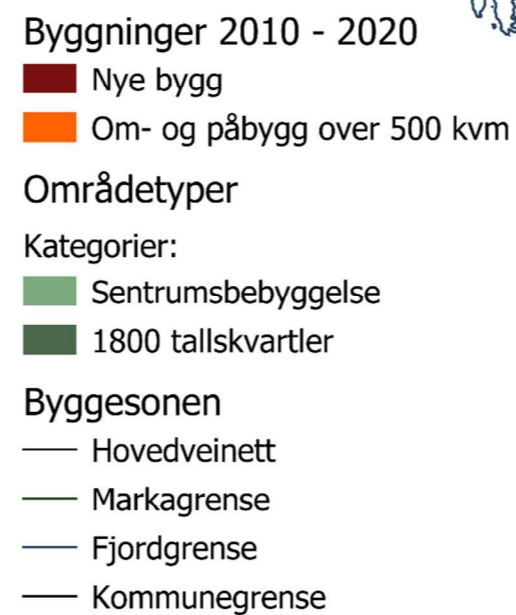 Byggninger 2010 - 2020
Nye bygg
Om- og påbygg over 500 kvm
Områdetyper
Kategorier:
Sentrumsbebyggelse
1800 tallskvartler
Byggesonen
Hovedveinett
Markagrense
Fjordgrense
Kommunegrense